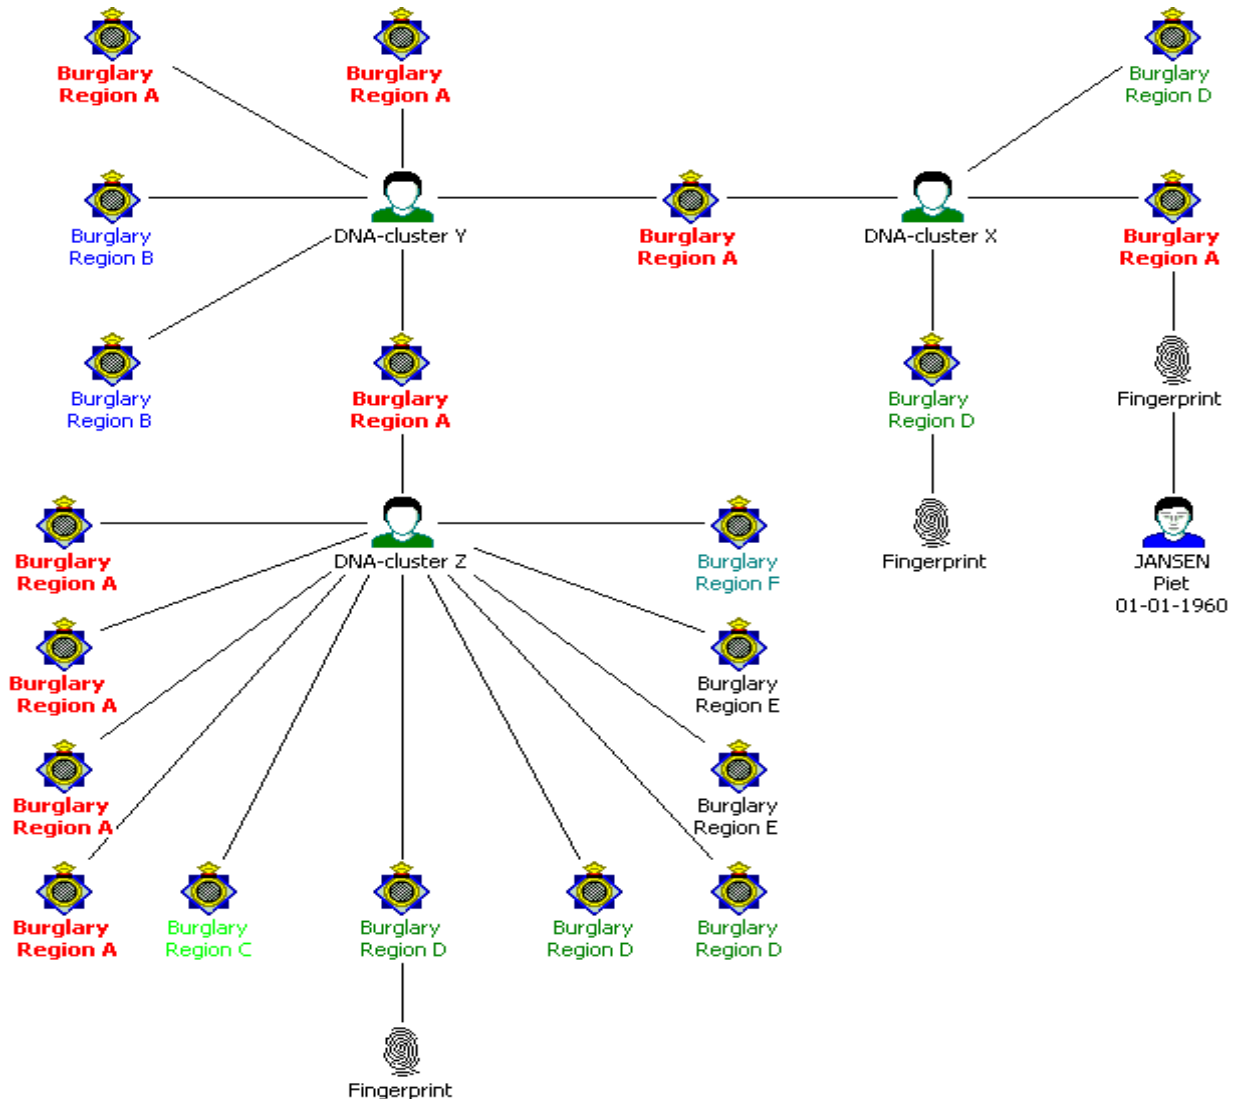 Burglary
Region A
Burglary
Region A
Burglary
Region D
Burglary
Region B
DNA-cluster Y
Burglary
Region A
DNA-cluster X
Burglary
Region A
Burglary
Region B
Burglary
Region A
Burglary
Region D
Fingerprint
Burglary
Region A
DNA-cluster Z
Burglary
Region F
Fingerprint
JANSEN
Piet
01-01-1960
Burglary
Region A
Burglary
Region E
Burglary
Region A
Burglary
Region E
Burglary
Region A
Burglary
Region C
Burglary
Region D
Burglary
Region D
Burglary
Region D
Fingerprint